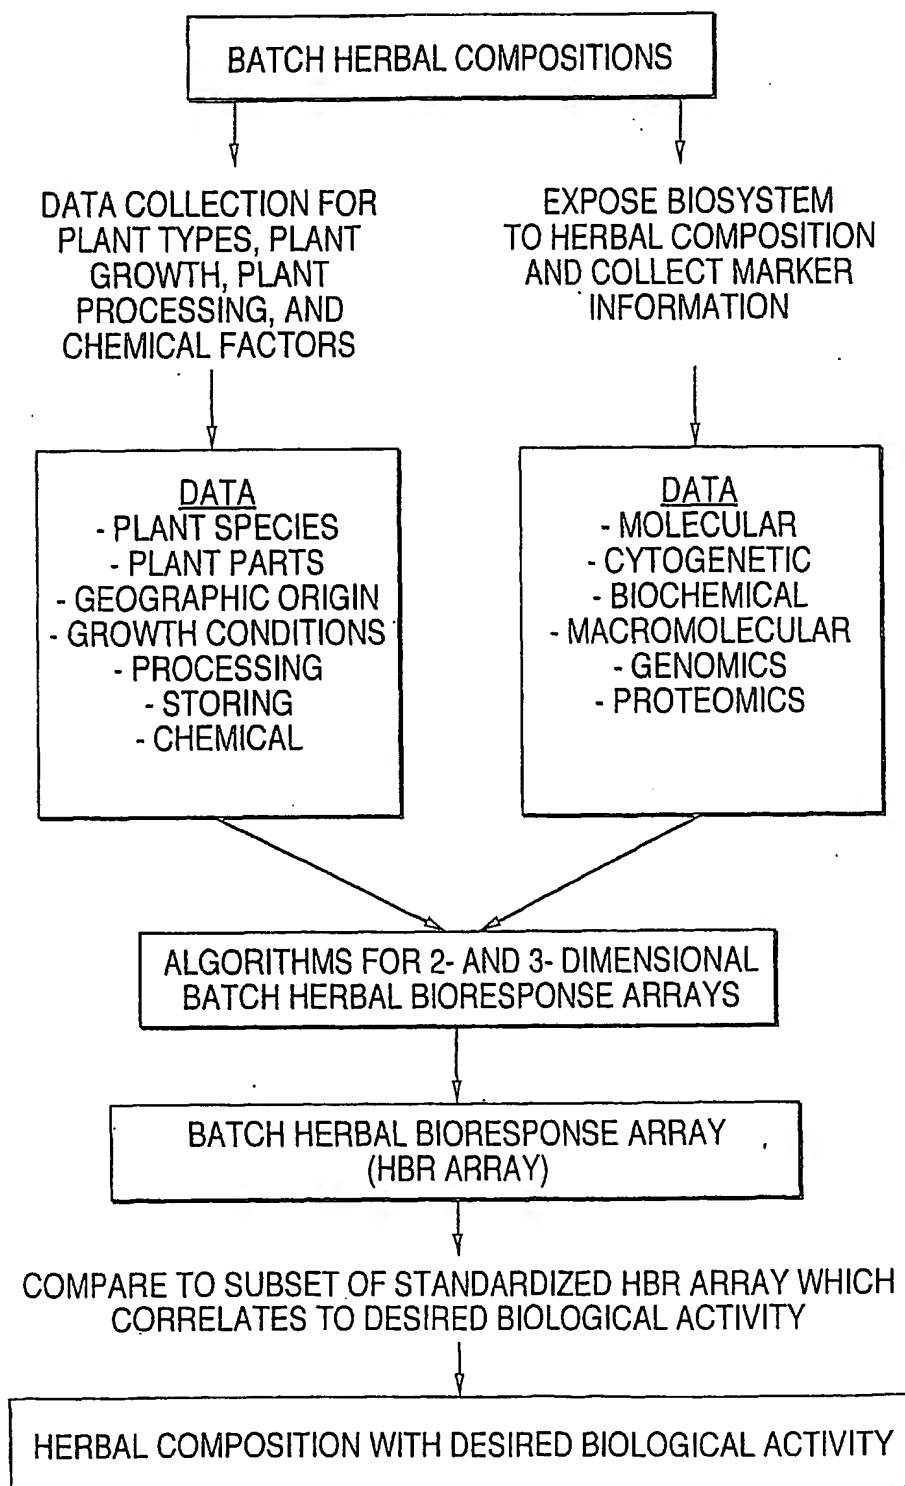 BATCH HERBAL COMPOSITIONS
DATA COLLECTION FOR
PLANT TYPES, PLANT
GROWTH, PLANT
PROCESSING, AND
CHEMICAL FACTORS
EXPOSE BIOSYSTEM
TO HERBAL COMPOSITION
AND COLLECT MARKER
INFORMATION
DATA
- PLANT SPECIES
- PLANT PARTS
- GEOGRAPHIC ORIGIN
- GROWTH CONDITIONS
- PROCESSING
- STORING
- CHEMICAL
DATA
- MOLECULAR
- CYTOGENETIC
- BIOCHEMICAL
- MACROMOLECULAR
- GENOMICS
- PROTEOMICS
ALGORITHMS FOR 2- AND 3- DIMENSIONAL
BATCH HERBAL BIORESPONSE ARRAYS
BATCH HERBAL BIORESPONSE ARRAY
(HBR ARRAY)
COMPARE TO SUBSET OF STANDARDIZED HBR ARRAY WHICH
CORRELATES TO DESIRED BIOLOGICAL ACTIVITY
HERBAL COMPOSITION WITH DESIRED BIOLOGICAL ACTIVITY